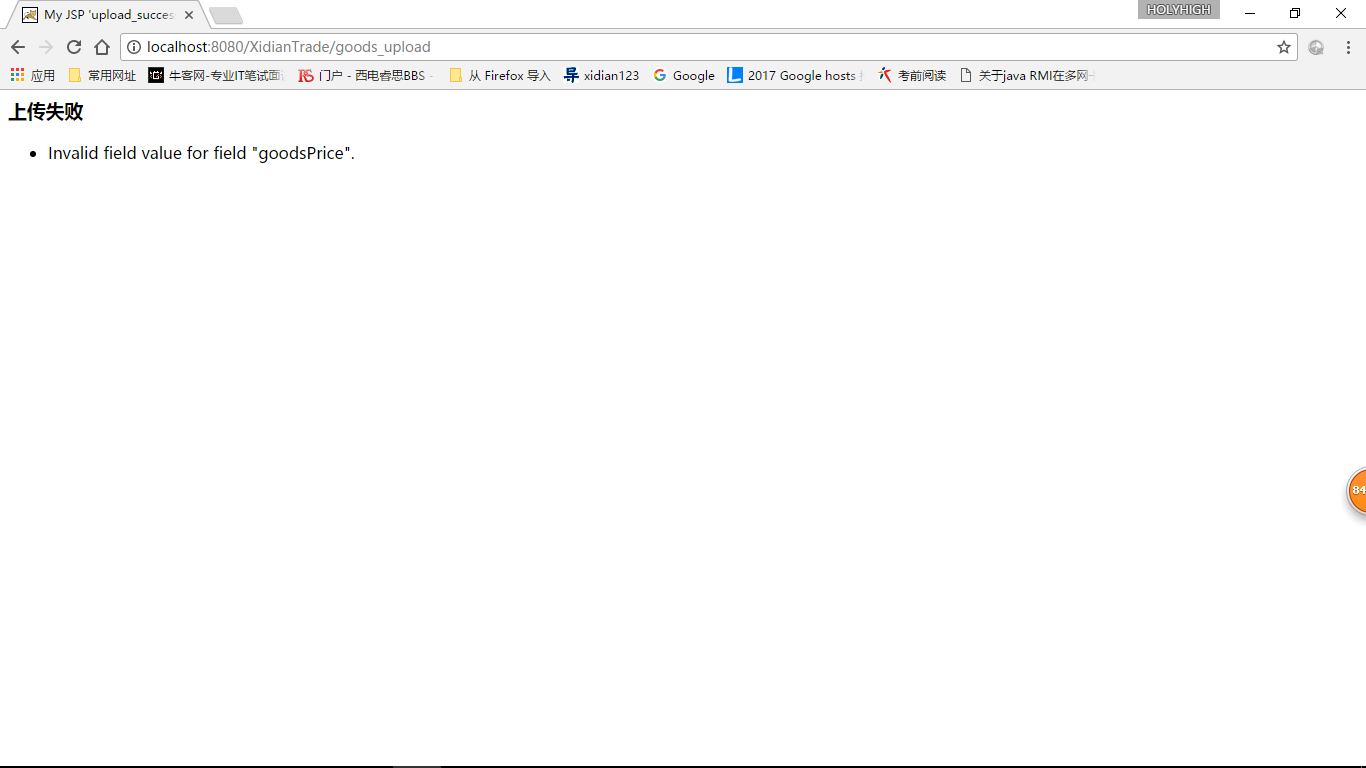 My JSP 'upload_succes
HOLYHIGH
localhost:8080/XidianTrade/goods_upload
应用 常用网址 牛客网-专业IT笔试面 门户 - 西电睿思BBS - 从 Firefox 导入 xidian123 Google 2017 Google hosts 考前阅读 关于java RMI在多网
上传失败
Invalid field value for field "goodsPrice".
84